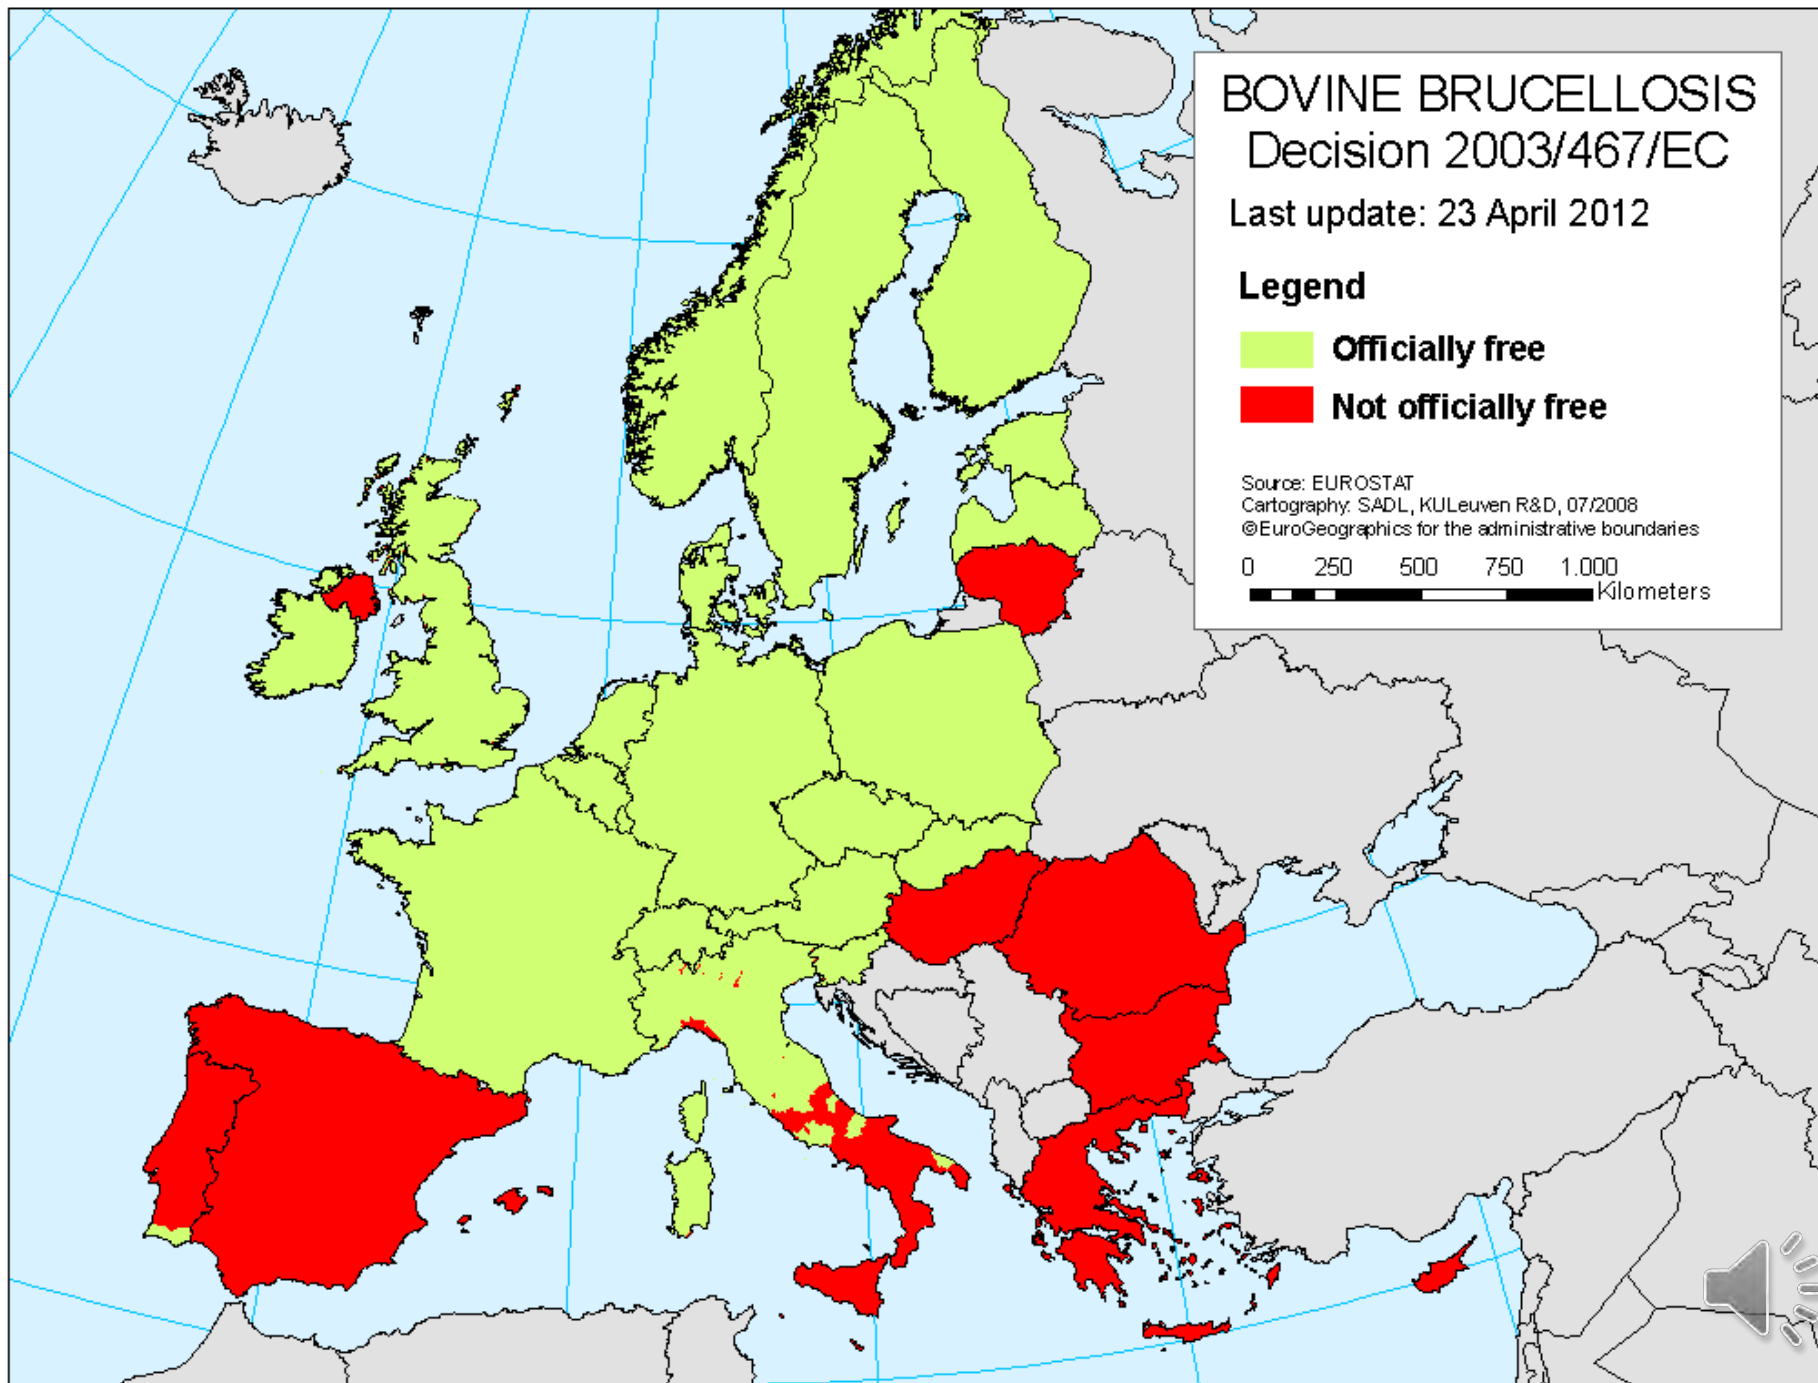 BOVINE BRUCELLOSIS
Decision 2003/467/EC
Last update: 23 April 2012
Legend
Officially free
Not officially free
Source: EUROSTAT
Cartography: SADL, KULeuven R&D, 07/2008
©EuroGeographics for the administrative boundaries
0 250 500 750 1.000
Kilometers